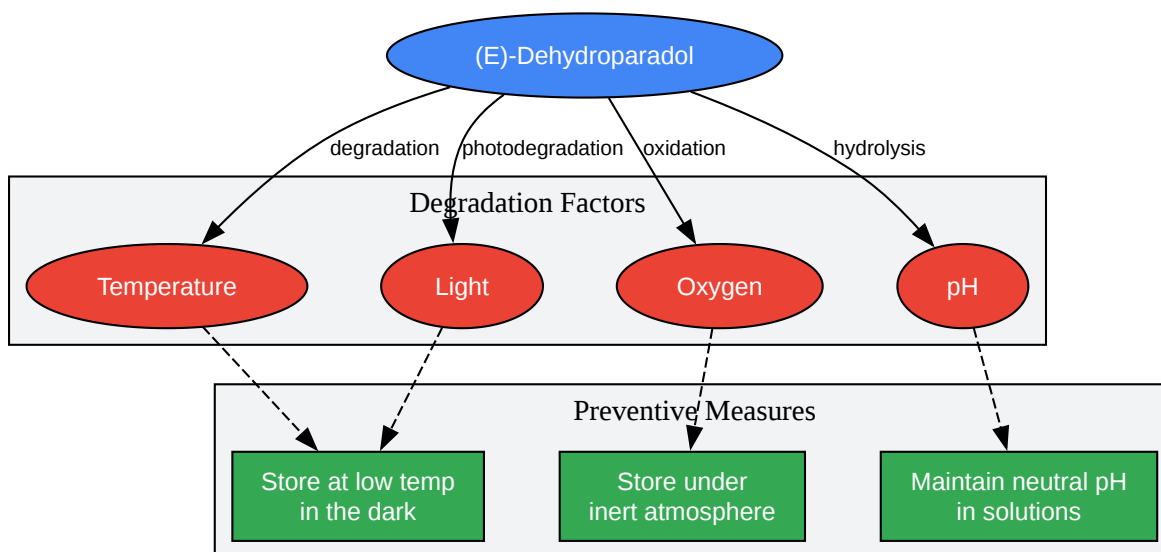 (E)-Dehydroparadol
degradation
photodegradation
oxidation
hydrolysis
Degradation Factors
Temperature
Light
Oxygen
pH
Preventive Measures
Store at low temp
in the dark
Store under
inert atmosphere
Maintain neutral pH
in solutions